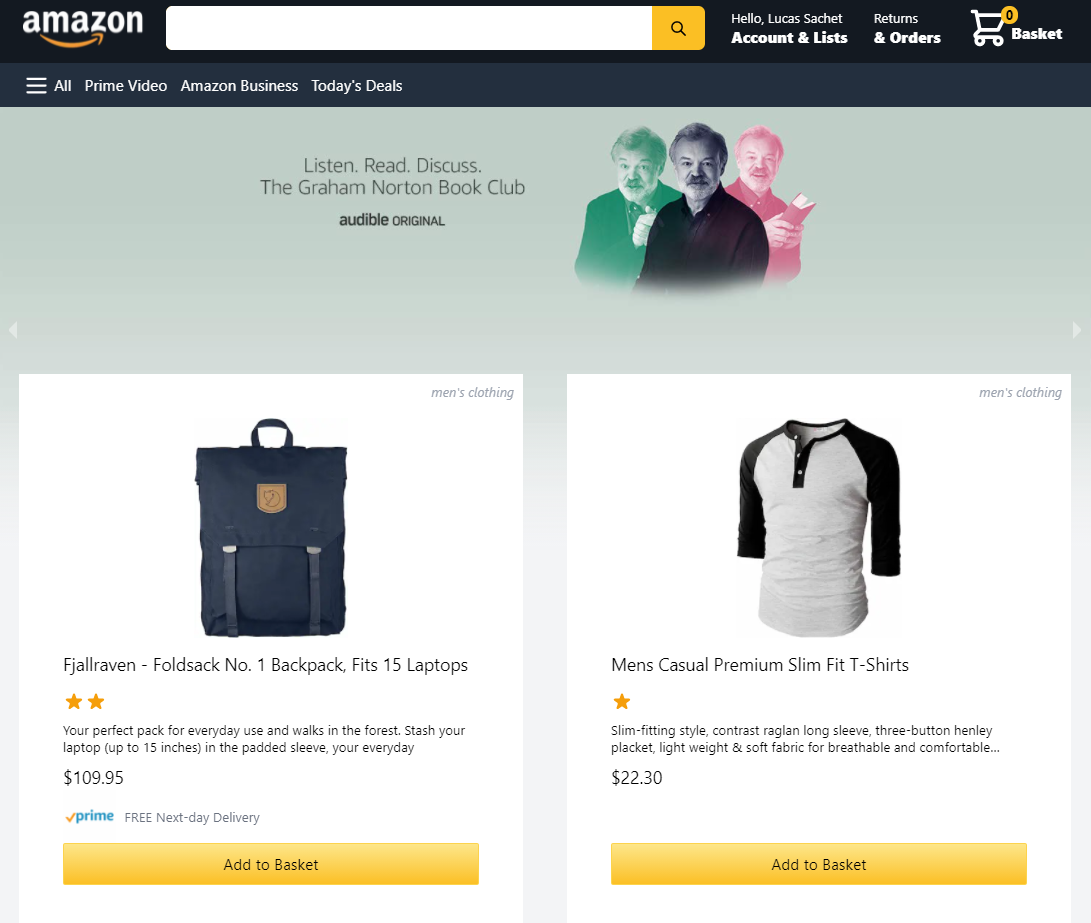 amazon
Hello, Lucas Sachet
Account & Lists
Returns
& Orders
0
Basket
All
Prime Video
Amazon Business
Today's Deals
Listen. Read. Discuss.
The Graham Norton Book Club
audible ORIGINAL
men's clothing
Fjallraven - Foldsack No. 1 Backpack, Fits 15 Laptops
Your perfect pack for everyday use and walks in the forest. Stash your
laptop (up to 15 inches) in the padded sleeve, your everyday
$109.95
prime FREE Next-day Delivery
Add to Basket
men's clothing
Mens Casual Premium Slim Fit T-Shirts
Slim-fitting style, contrast raglan long sleeve, three-button henley
placket, light weight & soft fabric for breathable and comfortable...
$22.30
Add to Basket